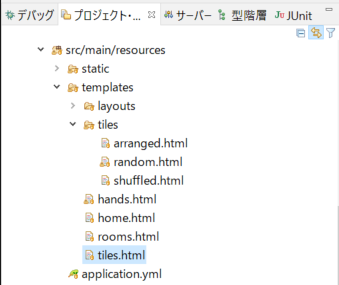 デバッグ プロジェクト・... サーバー 型階層 JUnit
src/main/resources
static
templates
layouts
tiles
arranged.html
random.html
shuffled.html
hands.html
home.html
rooms.html
tiles.html
application.yml